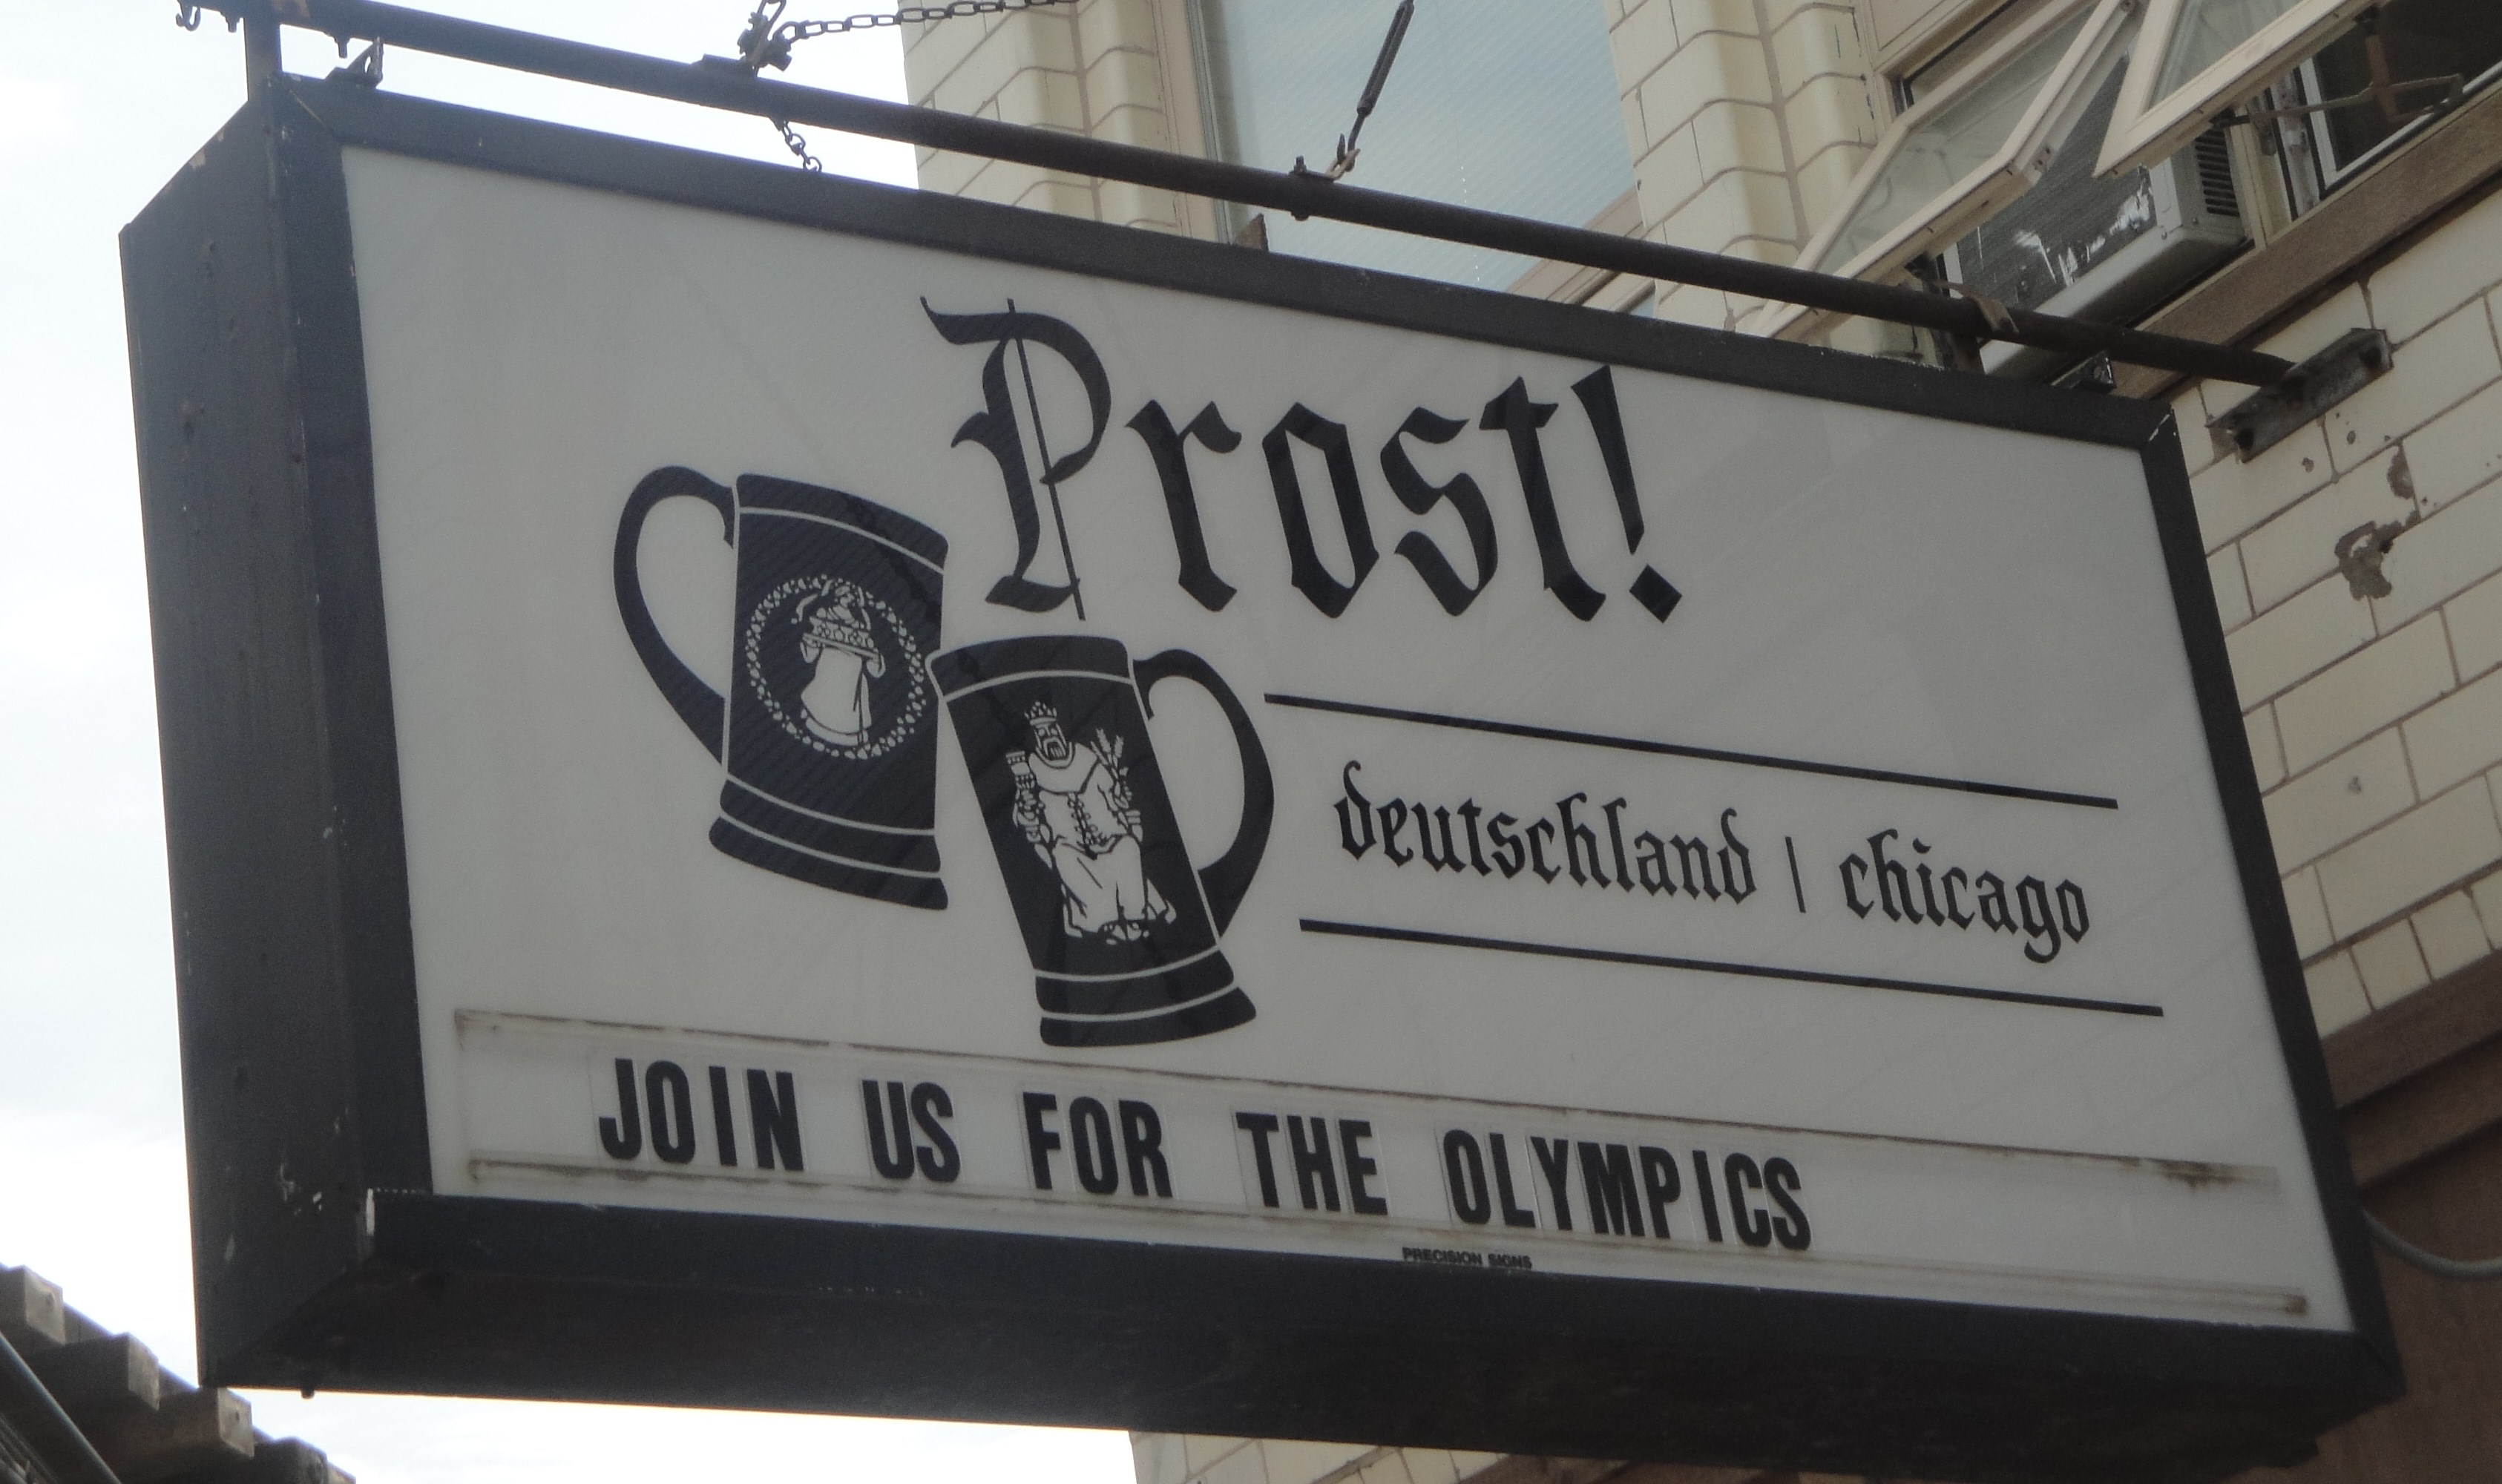 Prost!
deutschland | chicago
JOIN US FOR THE OLYMPICS
PRECISION SIGNS